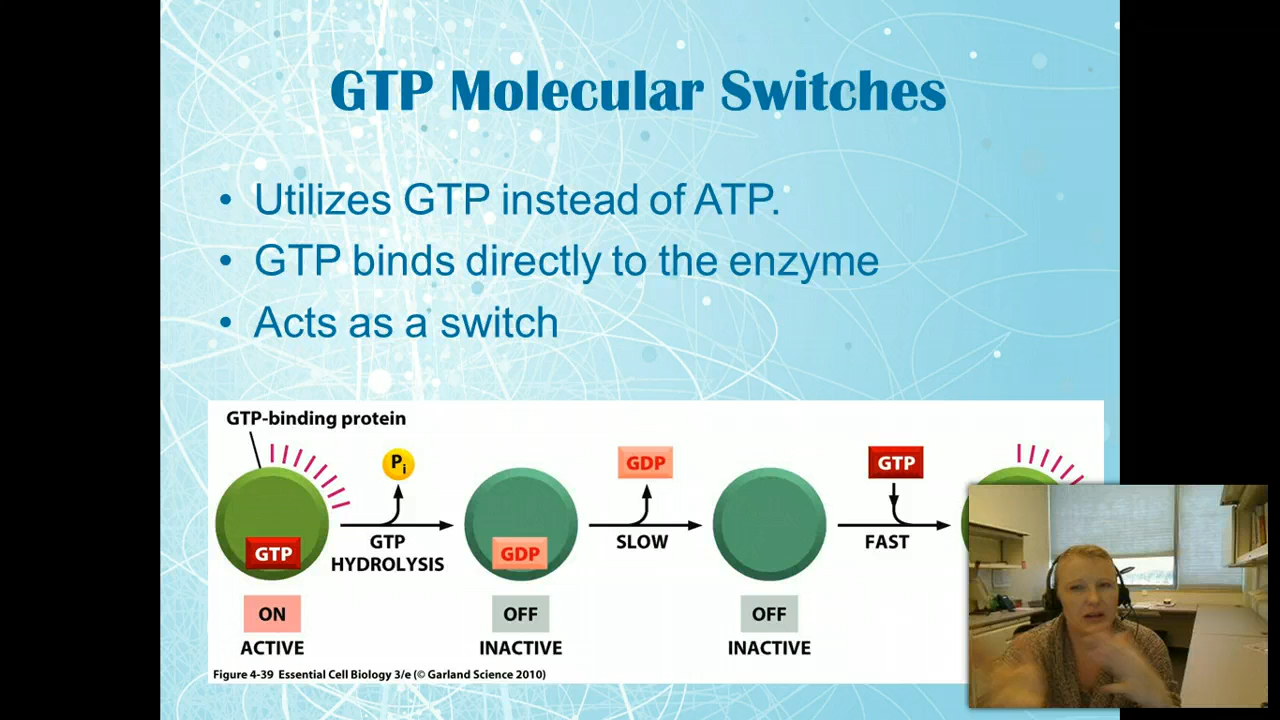 GTP Molecular Switches
• Utilizes GTP instead of ATP.
• GTP binds directly to the enzyme
• Acts as a switch
GTP-binding protein
Pi
GDP
GTP
GTP
GDP
GTP
HYDROLYSIS
SLOW
FAST
ON
OFF
OFF
ACTIVE
INACTIVE
INACTIVE
Figure 4-39 Essential Cell Biology 3/e (© Garland Science 2010)